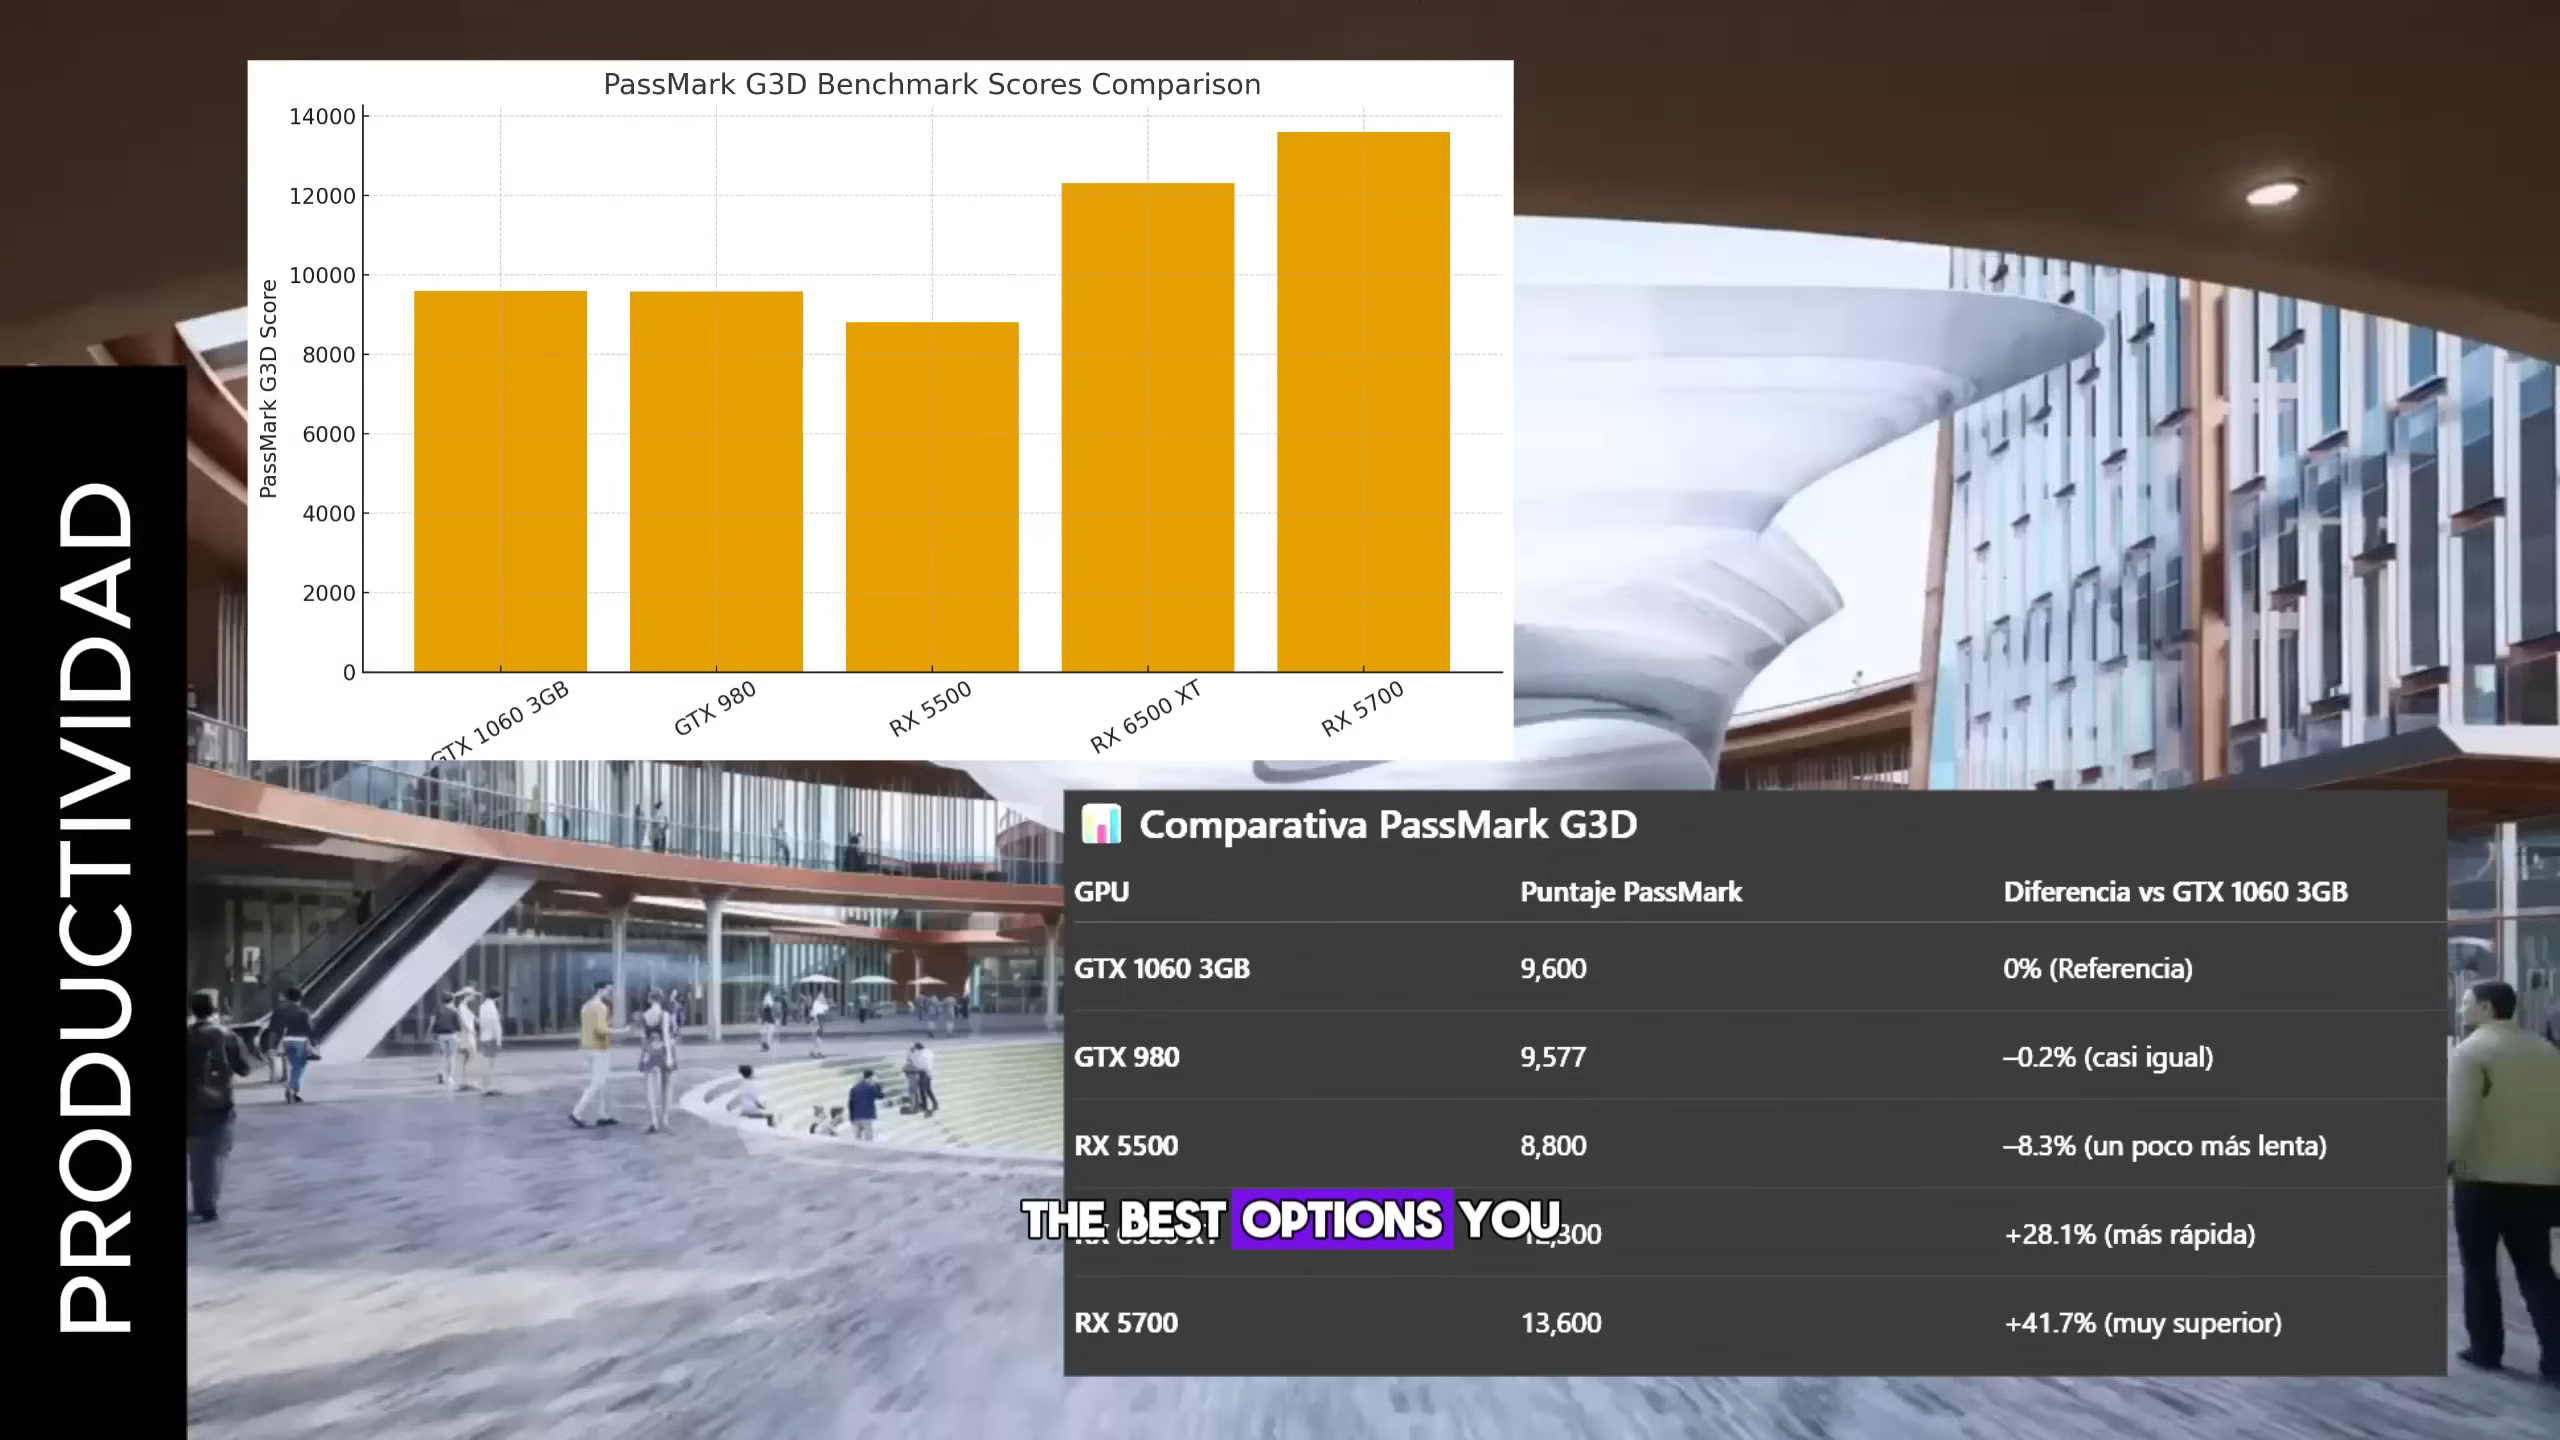 PRODUCTIVIDAD
PassMark G3D Benchmark Scores Comparison
PassMark G3D Score
14000
12000
10000
8000
6000
4000
2000
0
GTX 1060 3GB
GTX 980
RX 5500
RX 6500 XT
RX 5700
Comparativa PassMark G3D
GPU Puntaje PassMark Diferencia vs GTX 1060 3GB
GTX 1060 3GB 9,600 0% (Referencia)
GTX 980 9,577 –0.2% (casi igual)
RX 5500 8,800 –8.3% (un poco más lenta)
THE BEST OPTIONS YOU
+28.1% (más rápida)
RX 5700 13,600 +41.7% (muy superior)